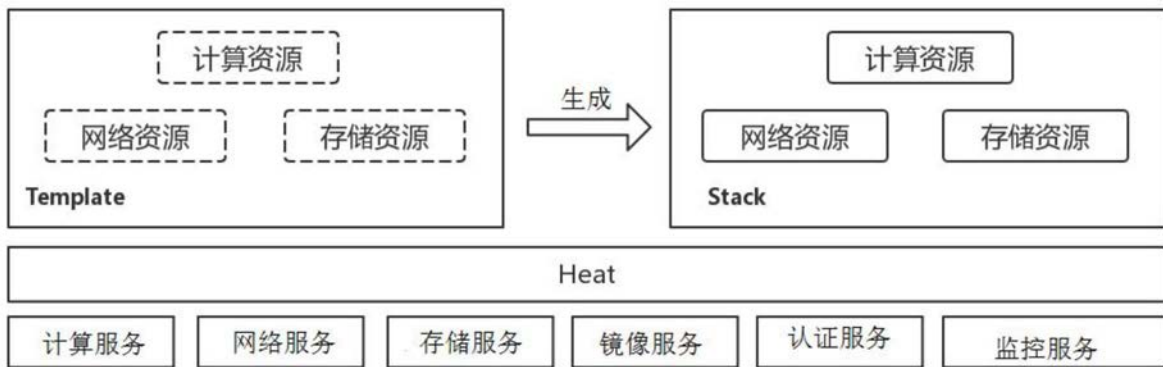 计算资源
网络资源 存储资源
Template
生成
计算资源
网络资源 存储资源
Stack
Heat
计算服务 网络服务 存储服务 镜像服务 认证服务 监控服务